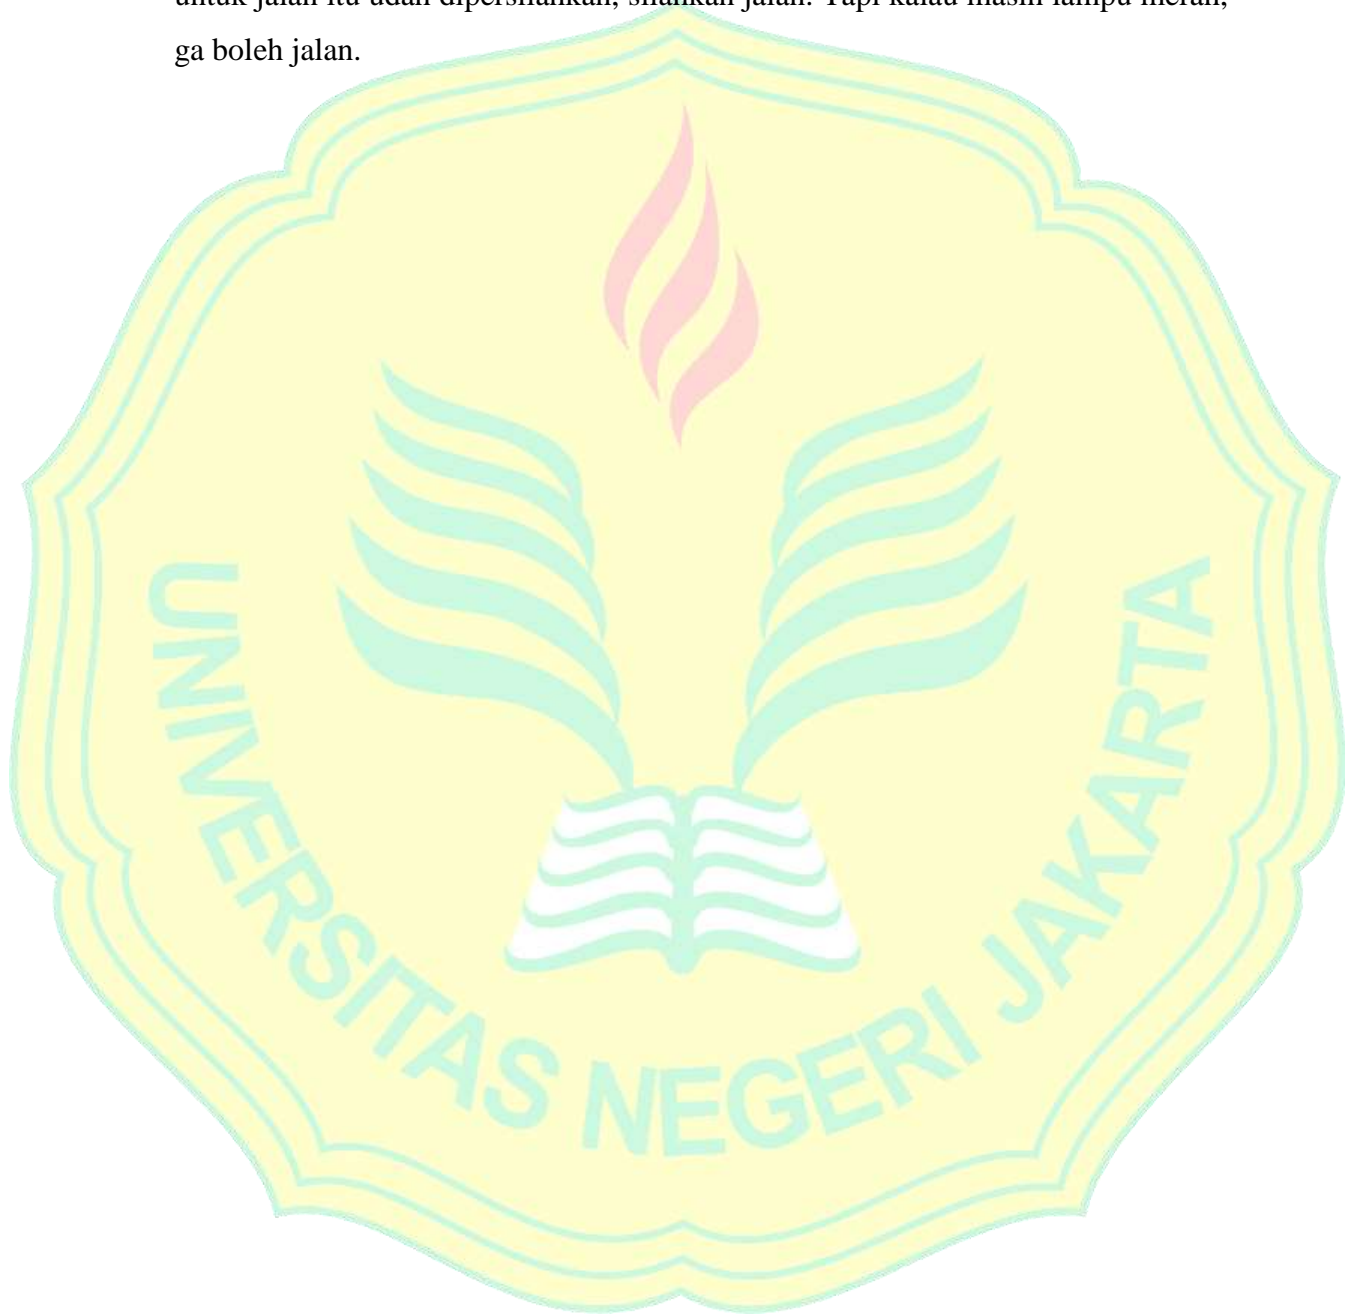 untuk jalan itu udah dipersilahkan, silahkan jalan. Tapi kalau masih lampu merah,
ga boleh jalan.
UNIVERSITAS NEGERI JAKARTA